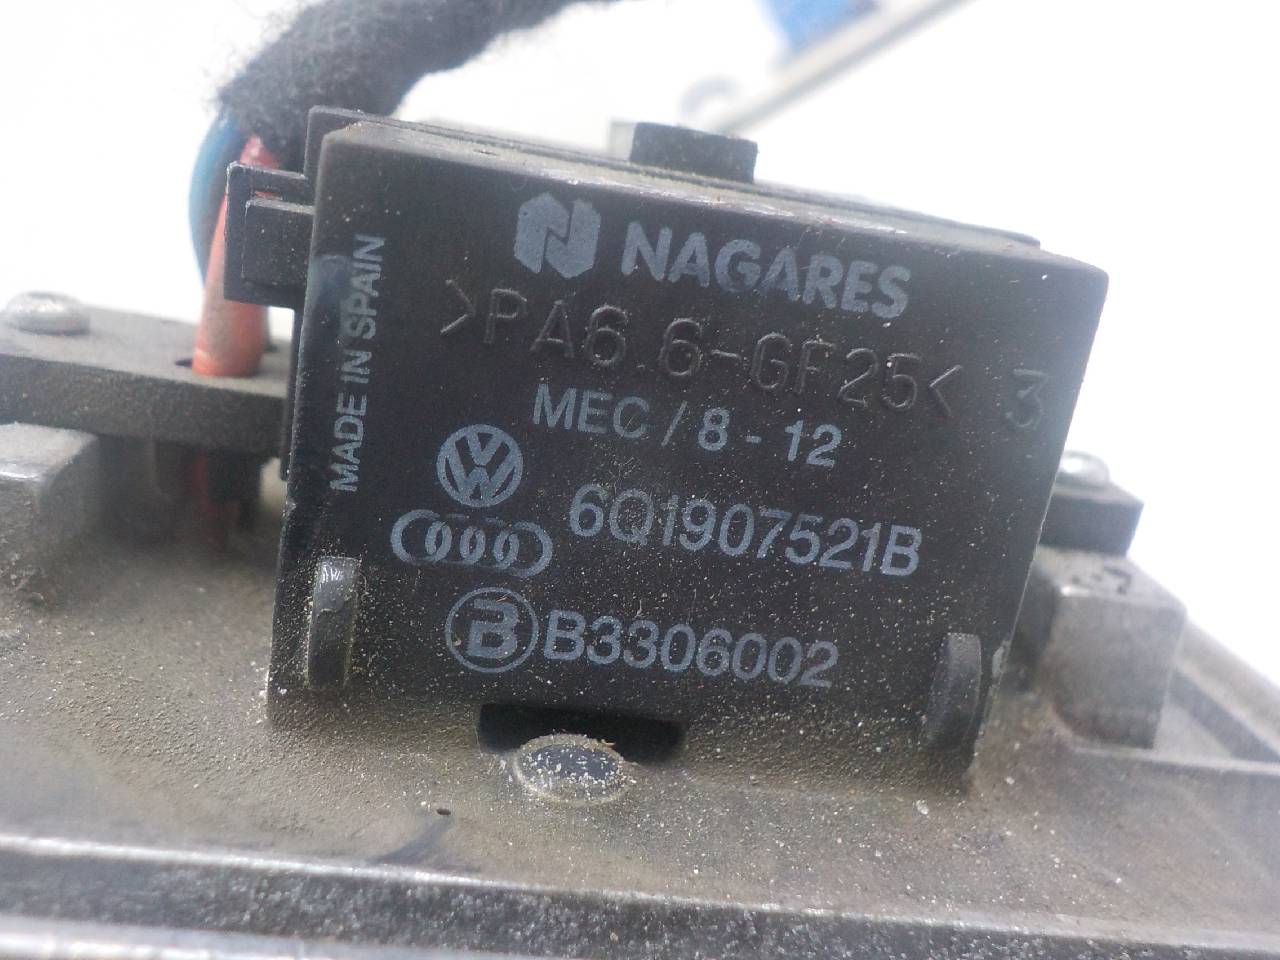 NAGARES
>PA6.6-GF25< 3
MEC / 8 - 12
6Q1907521B
B B3306002
MADE IN SPAIN